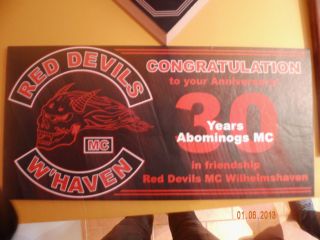 RED DEVILS
MC
W'HAVEN
CONGRATULATION
to your Anniversary
30
Years
Abominogs MC
in friendship
Red Devils MC Wilhelmshaven
01.06.2013